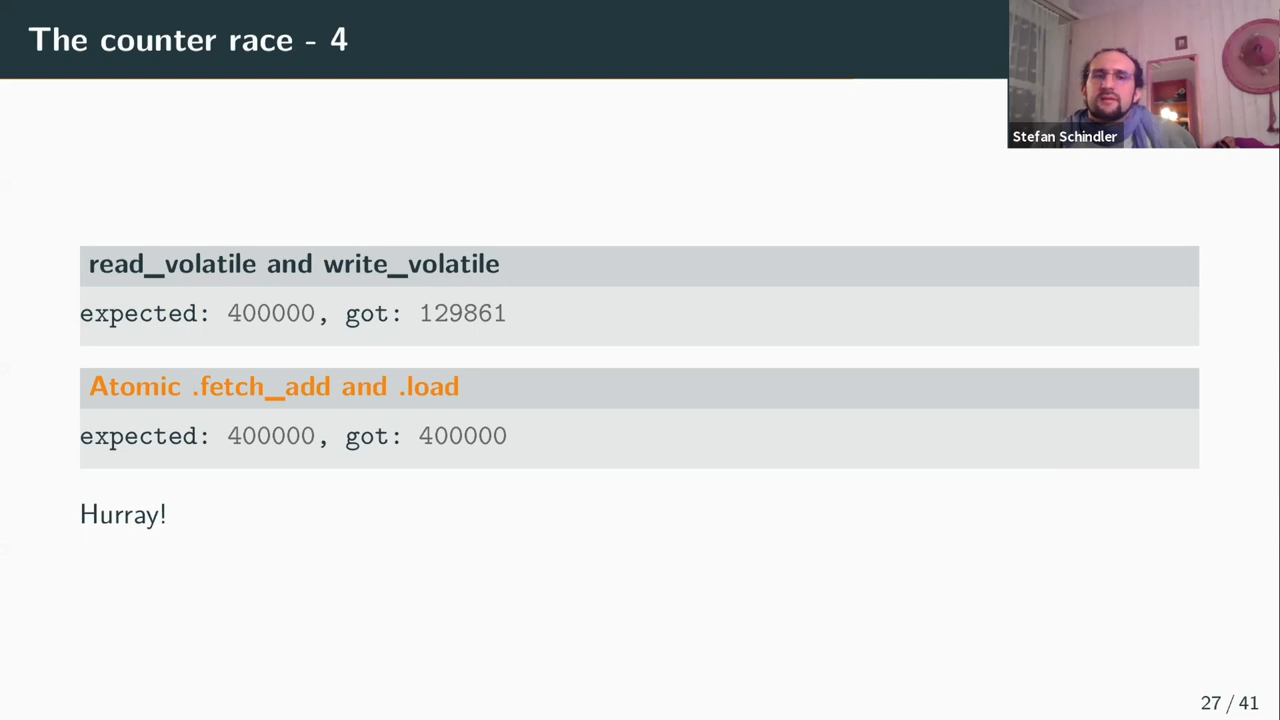 The counter race - 4
Stefan Schindler
read_volatile and write_volatile
expected: 400000, got: 129861
Atomic .fetch_add and .load
expected: 400000, got: 400000
Hurray!
27 / 41